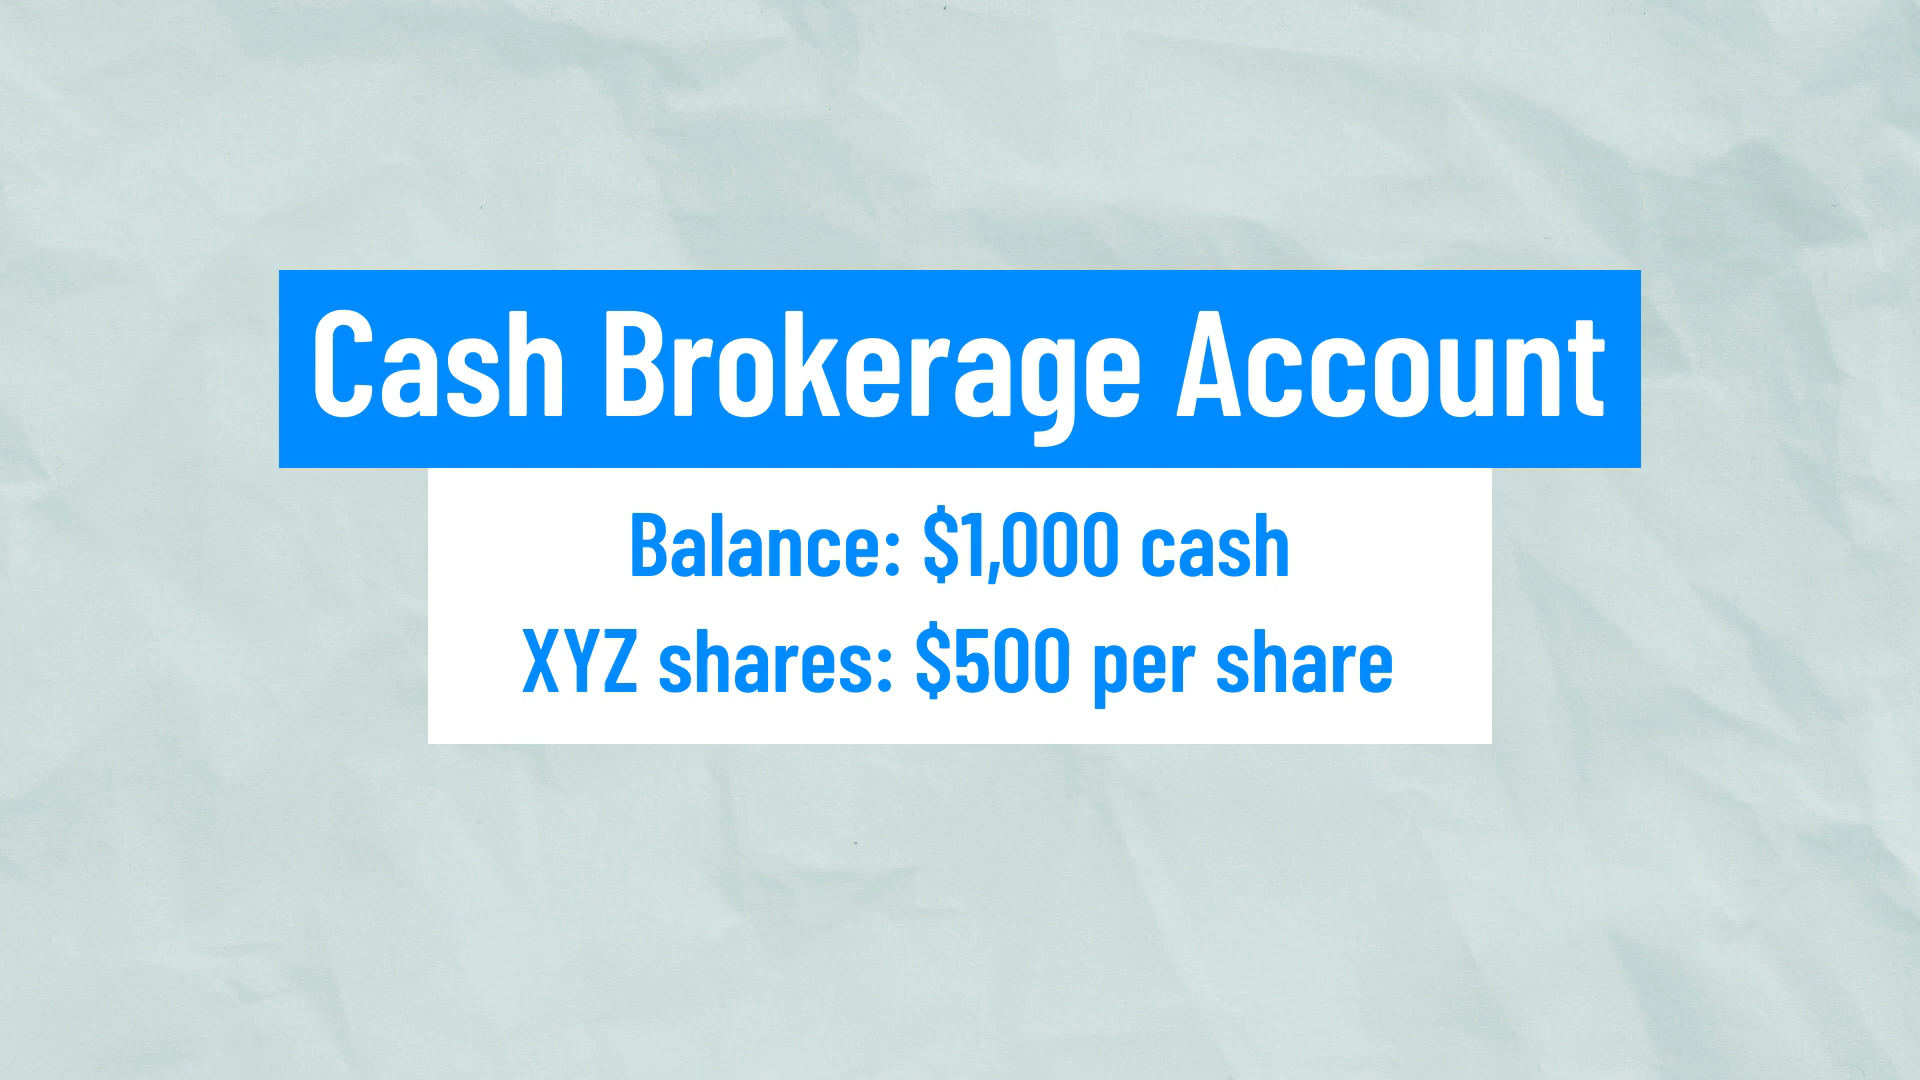 Cash Brokerage Account
Balance: $1,000 cash
XYZ shares: $500 per share